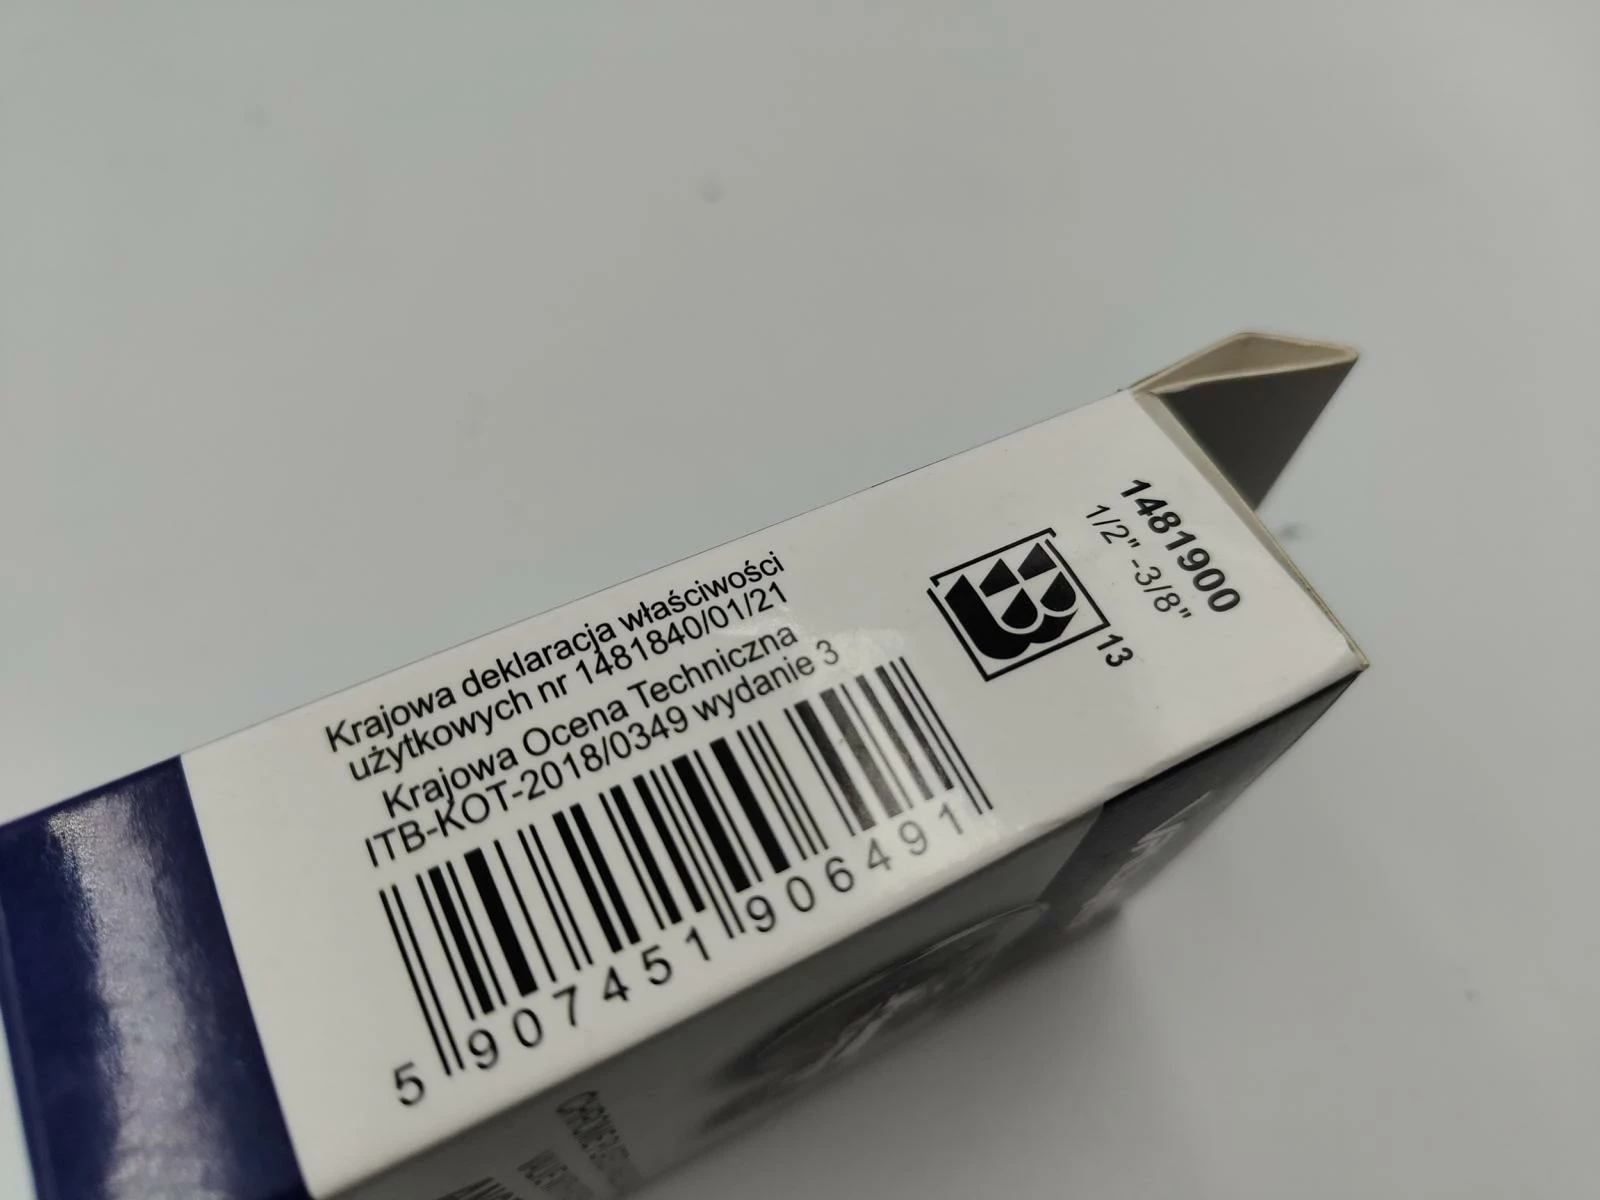 Krajowa deklaracja właściwości
użytkowych nr 1481840/01/21
Krajowa Ocena Techniczna
ITB-KOT-2018/0349 wydanie 3
5 907451 906491
B
13
1481900
1/2" -3/8"